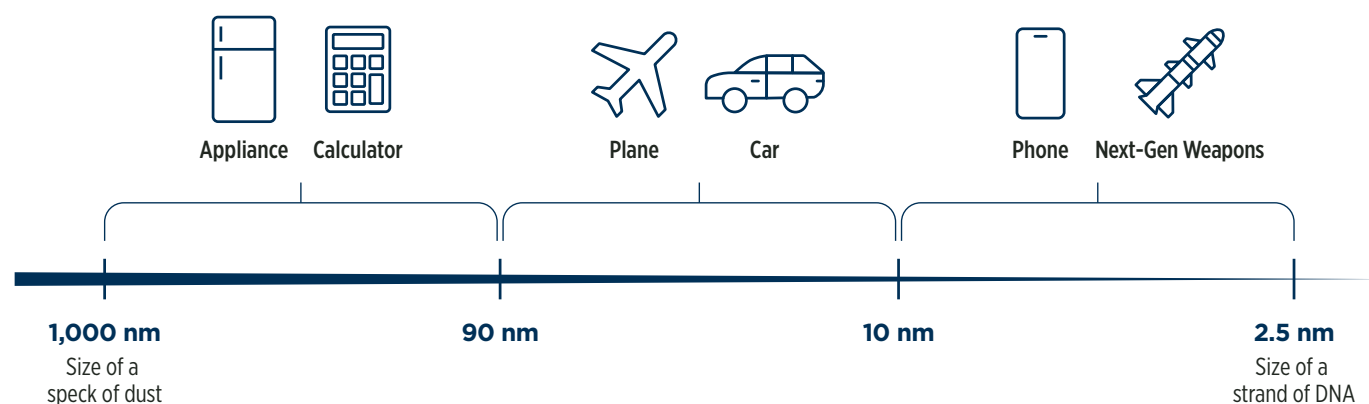 Appliance
Calculator
Plane
Car
Phone
Next-Gen Weapons
1,000 nm
90 nm
10 nm
2.5 nm
Size of a
speck of dust
Size of a
strand of DNA